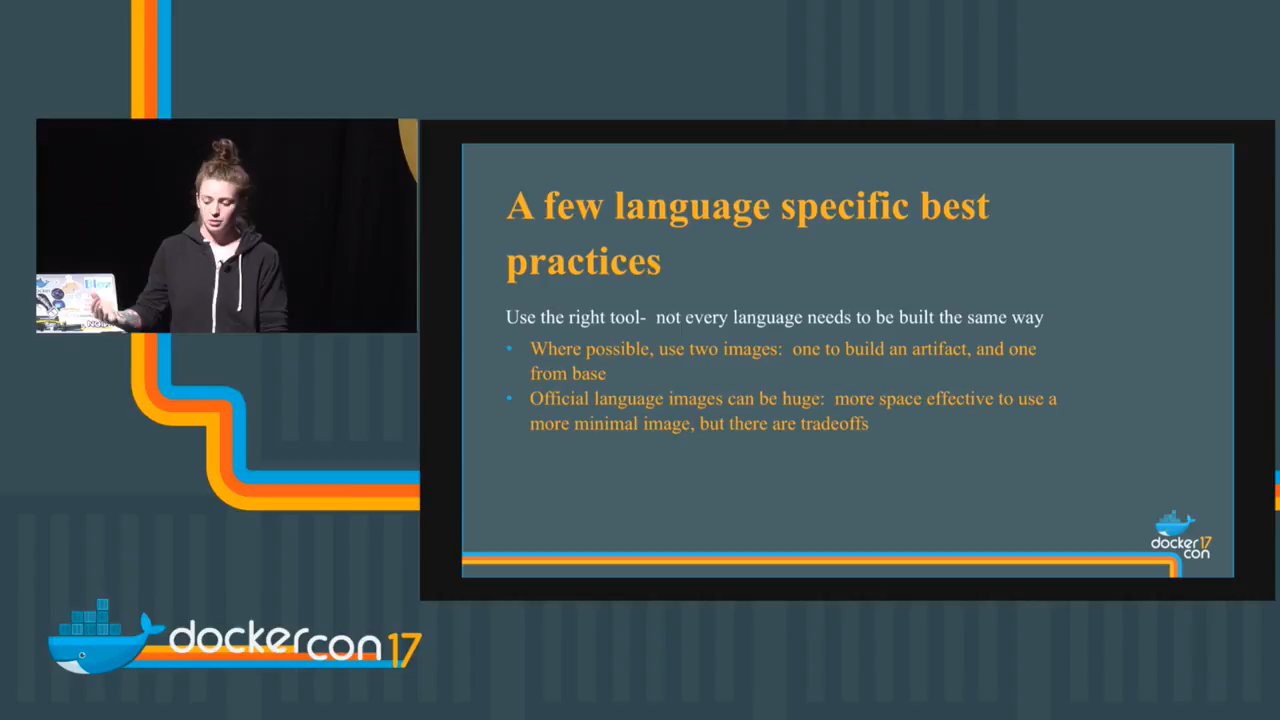 A few language specific best
practices
Use the right tool-  not every language needs to be built the same way
• Where possible, use two images:  one to build an artifact, and one
from base
• Official language images can be huge:  more space effective to use a
more minimal image, but there are tradeoffs
docker 17
con
dockercon 17